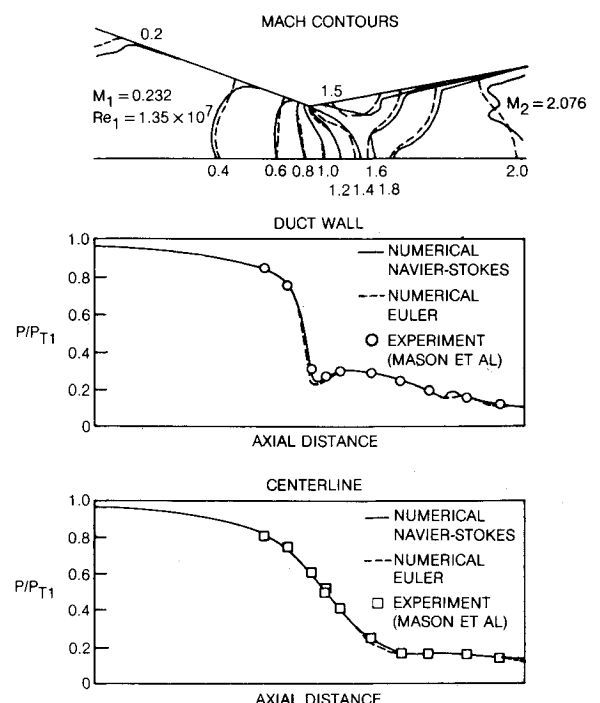 MACH CONTOURS
0.2
M1 = 0.232
Re1 = 1.35 × 10^7
1.5
M2 = 2.076
0.4
0.6
0.8
1.0
1.6
2.0
1.2
1.4
1.8
DUCT WALL
1.0
0.8
0.6
0.4
0.2
0
P/PT1
NUMERICAL
NAVIER-STOKES
NUMERICAL
EULER
EXPERIMENT
(MASON ET AL)
AXIAL DISTANCE
CENTERLINE
1.0
0.8
0.6
0.4
0.2
0
P/PT1
NUMERICAL
NAVIER-STOKES
NUMERICAL
EULER
EXPERIMENT
(MASON ET AL)
AXIAL DISTANCE